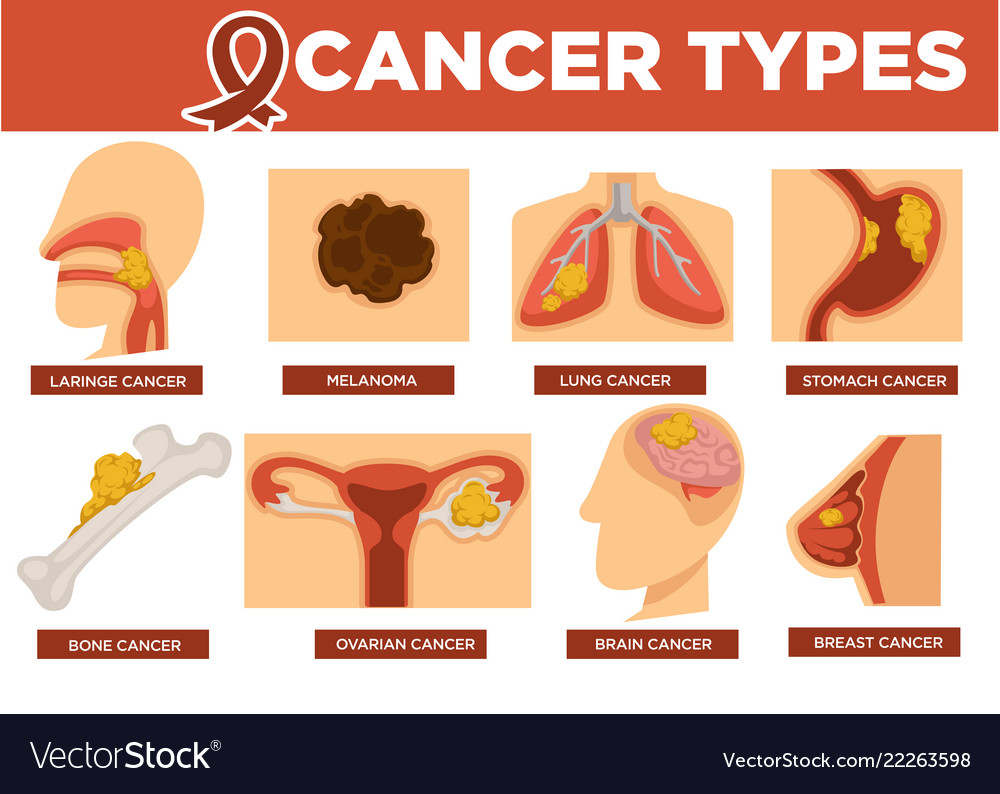 CANCER TYPES
LARINGE CANCER
MELANOMA
LUNG CANCER
STOMACH CANCER
BONE CANCER
OVARIAN CANCER
BRAIN CANCER
BREAST CANCER
VectorStock®
VectorStock.com/22263598